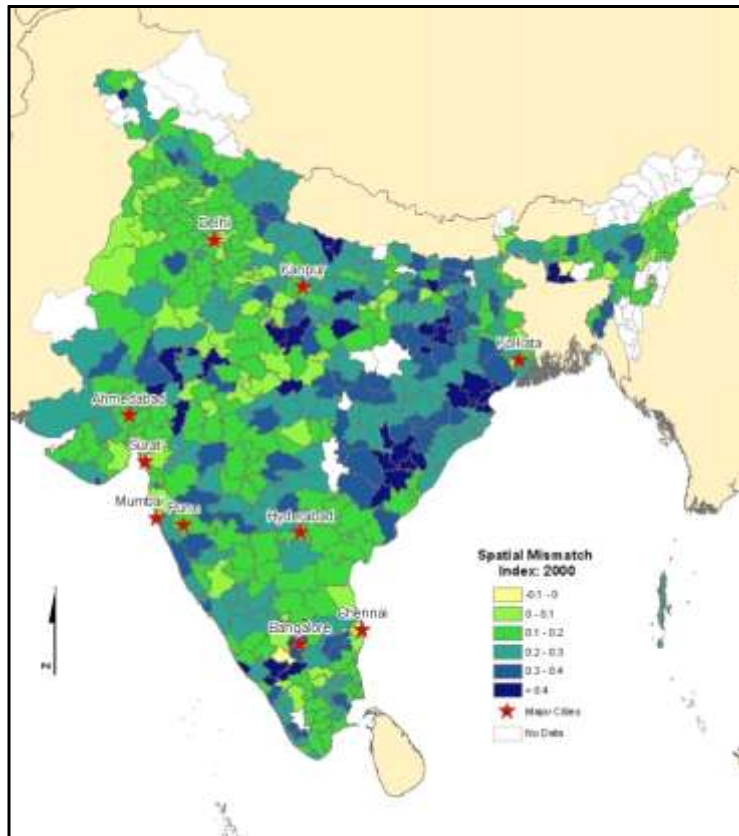 Delhi
Kanpur
Kolkata
Ahmedabad
Surat
Mumbai
Pune
Hyderabad
Chennai
Bangalore
Spatial Mismatch
Index: 2000
-0.1 - 0
0 - 0.1
0.1 - 0.2
0.2 - 0.3
0.3 - 0.4
> 0.4
Major Cities
No Data
N